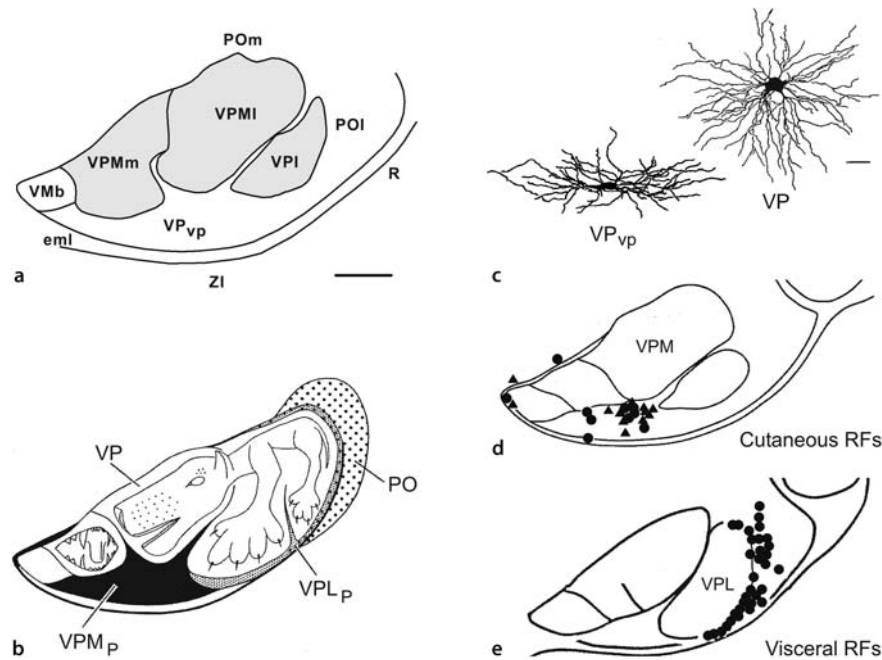 POm
VPMl
POl
VPMm
VPl
R
VMb
VPvp
eml
ZI
a
VP
VPvp
c
VP
PO
VPLP
VPMP
b
VPM
d
Cutaneous RFs
VPL
e
Visceral RFs